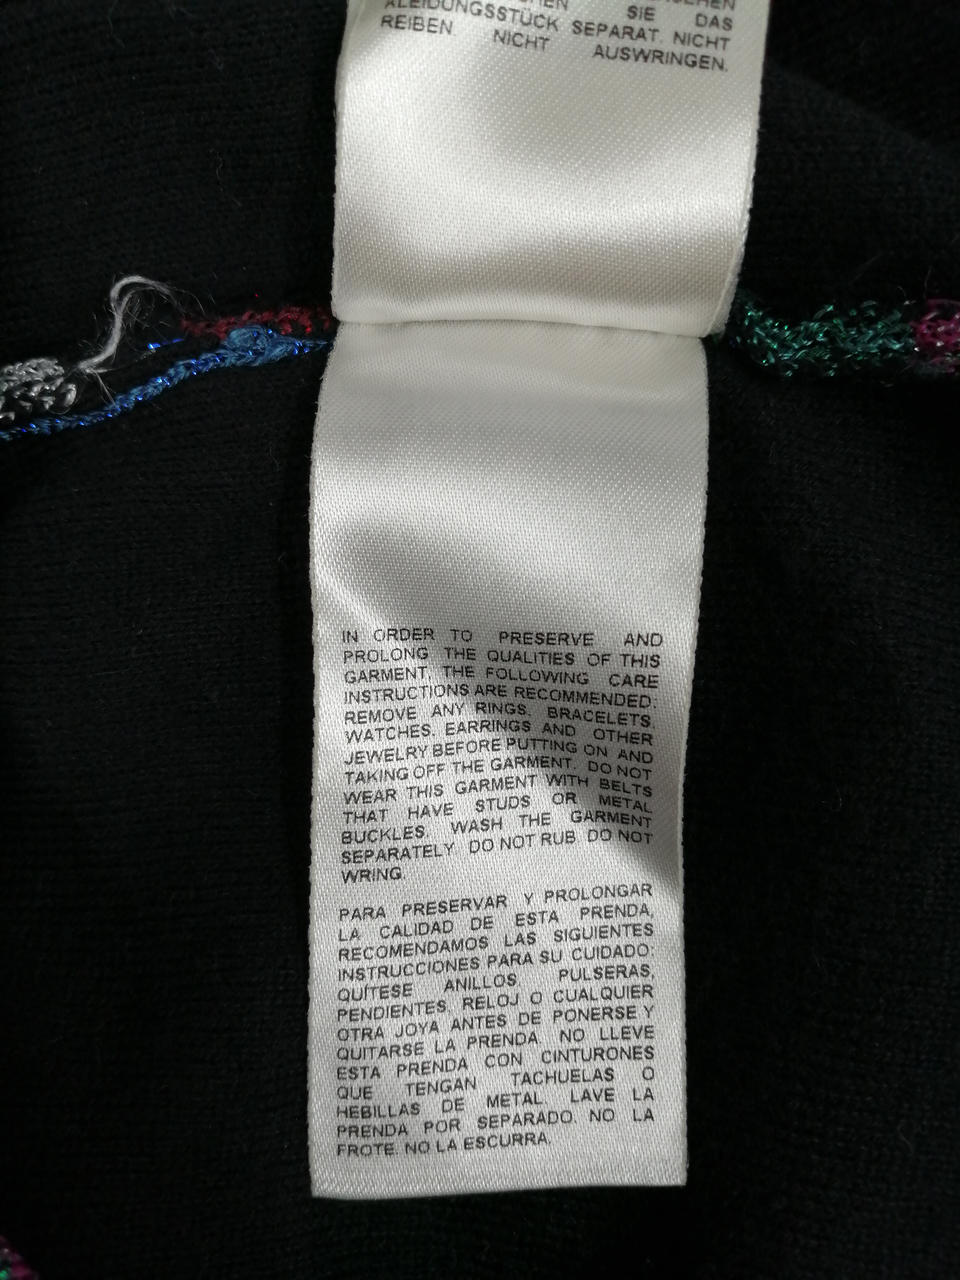 SIE DAS
KLEIDUNGSSTÜCK SEPARAT. NICHT
REIBEN NICHT AUSWRINGEN.
IN ORDER TO PRESERVE AND
PROLONG THE QUALITIES OF THIS
GARMENT, THE FOLLOWING CARE
INSTRUCTIONS ARE RECOMMENDED:
REMOVE ANY RINGS, BRACELETS,
WATCHES, EARRINGS AND OTHER
JEWELRY BEFORE PUTTING ON AND
TAKING OFF THE GARMENT. DO NOT
WEAR THIS GARMENT WITH BELTS
THAT HAVE STUDS OR METAL
BUCKLES. WASH THE GARMENT
SEPARATELY. DO NOT RUB. DO NOT
WRING.
PARA PRESERVAR Y PROLONGAR
LA CALIDAD DE ESTA PRENDA,
RECOMENDAMOS LAS SIGUIENTES
INSTRUCCIONES PARA SU CUIDADO:
QUÍTESE ANILLOS, PULSERAS,
PENDIENTES, RELOJ O CUALQUIER
OTRA JOYA ANTES DE PONERSE Y
QUITARSE LA PRENDA. NO LLEVE
ESTA PRENDA CON CINTURONES
QUE TENGAN TACHUELAS O
HEBILLAS DE METAL. LAVE LA
PRENDA POR SEPARADO. NO LA
FROTE. NO LA ESCURRA.